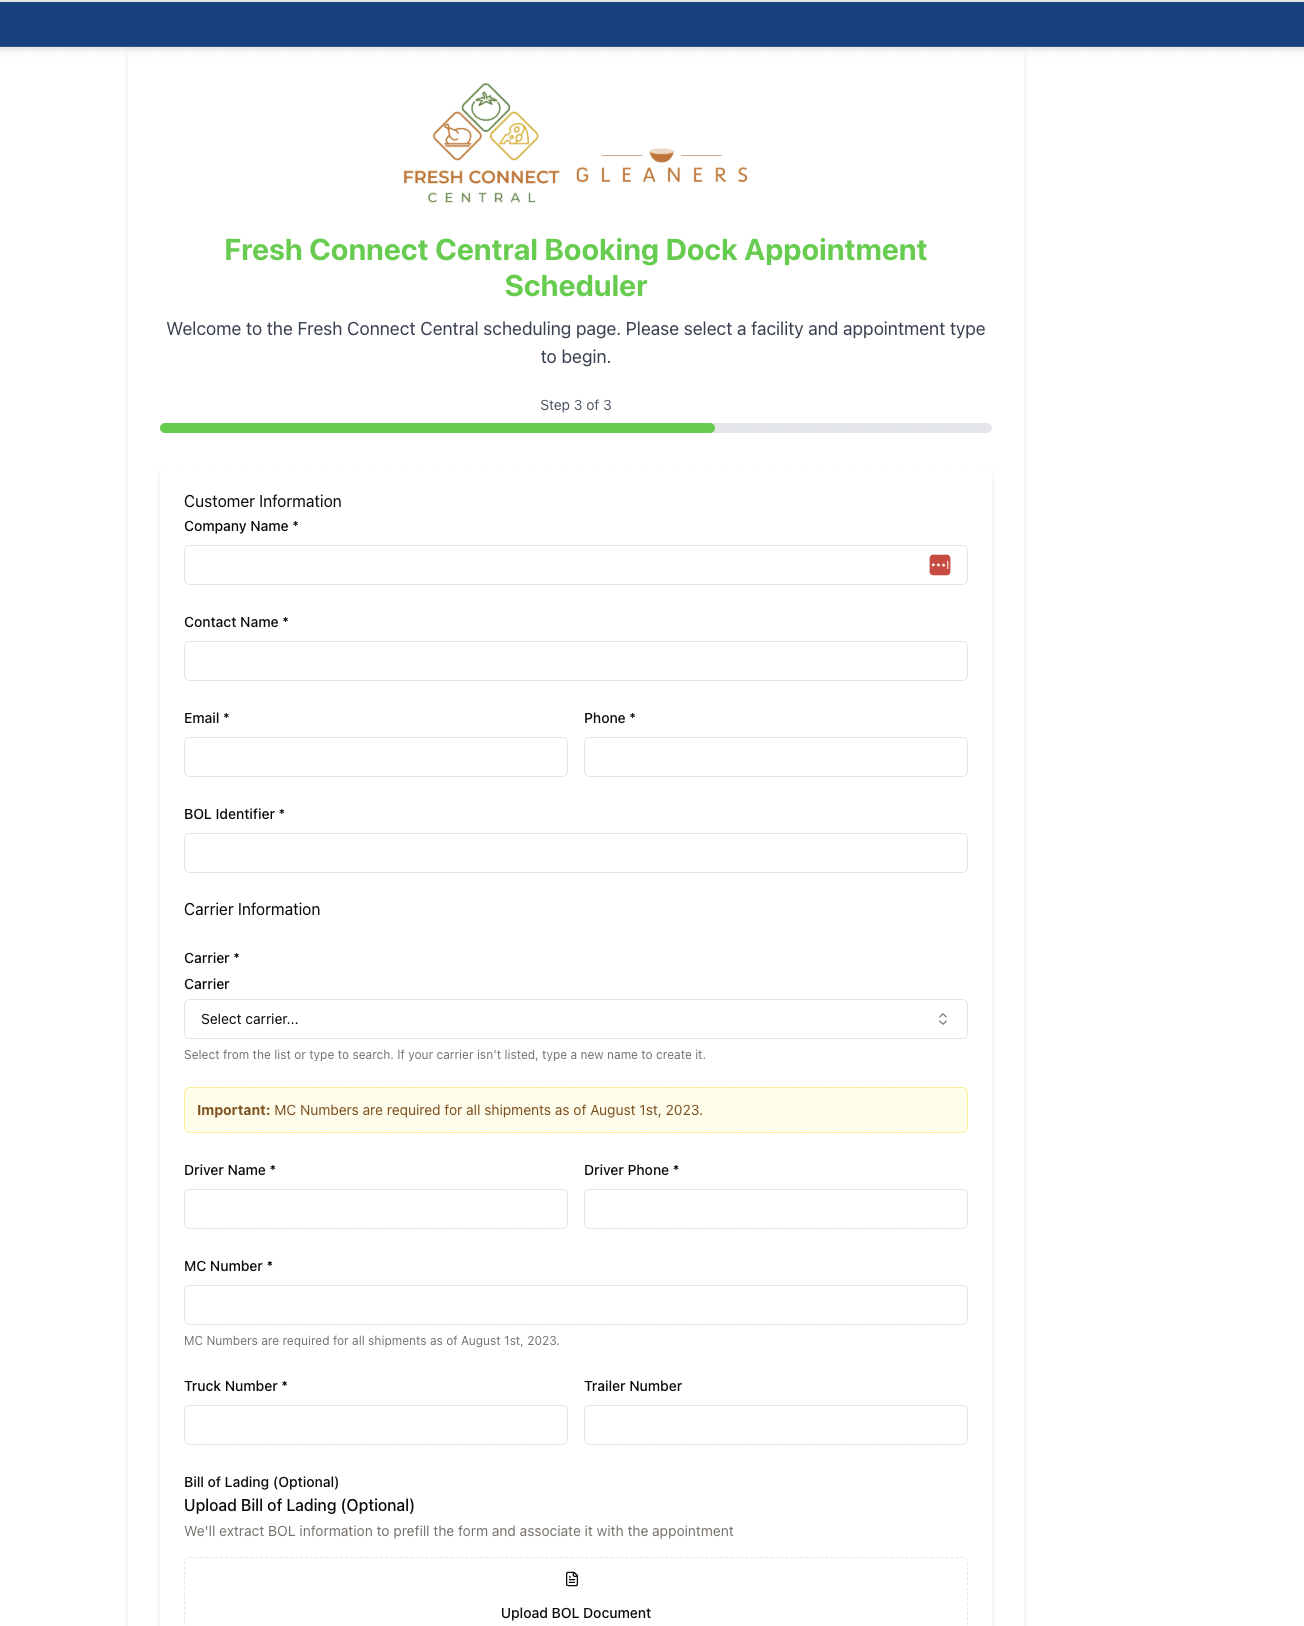 FRESH CONNECT
CENTRAL
GLEANERS
Fresh Connect Central Booking Dock Appointment
Scheduler
Welcome to the Fresh Connect Central scheduling page. Please select a facility and appointment type
to begin.
Step 3 of 3
Customer Information
Company Name *
Contact Name *
Email *
Phone *
BOL Identifier *
Carrier Information
Carrier *
Carrier
Select carrier...
Select from the list or type to search. If your carrier isn't listed, type a new name to create it.
Important: MC Numbers are required for all shipments as of August 1st, 2023.
Driver Name *
Driver Phone *
MC Number *
MC Numbers are required for all shipments as of August 1st, 2023.
Truck Number *
Trailer Number
Bill of Lading (Optional)
Upload Bill of Lading (Optional)
We'll extract BOL information to prefill the form and associate it with the appointment
Upload BOL Document